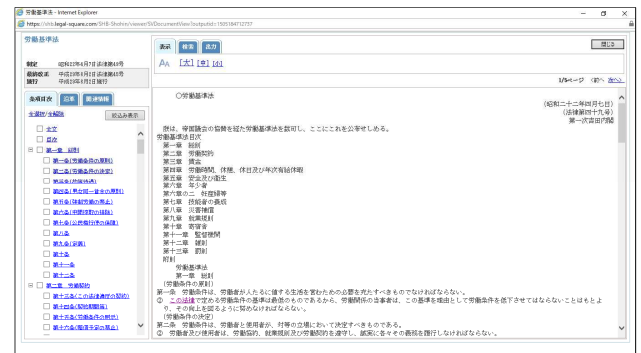 労働基準法 - Internet Explorer
https://shb.legal-square.com/SHB-Shohin/viewer/SVDocumentView?outputid=1505184712737
労働基準法
制定 昭和22年4月7日法律第49号
最終改正
施行
条項目次 沿革 関連情報
全選択/全解除 絞込み表示
全文
目次
第一章 総則
第一条(労働条件の原則)
第二条(労働条件の決定)
第三条(均等待遇)
第四条(男女同一賃金の原則)
第五条(強制労働の禁止)
第六条(中間搾取の排除)
第七条(公民権行使の保障)
第八条
第九条(定義)
第十条
第十一条
第十二条
第二章 労働契約
第十三条(この法律違反の契約)
第十四条(契約期間等)
第十五条(労働条件の明示)
第十六条(賠償予定の禁止)
表示 検索 出力
閉じる
AA [大] [中] [小]
1/5ページ 《前へ 次へ》
○労働基準法
(昭和二十二年四月七日)
(法律第四十九号)
第一次吉田内閣
朕は、帝国議会の協賛を経た労働基準法を裁可し、ここにこれを公布せしめる。
労働基準法目次
第一章 総則
第二章 労働契約
第三章 賃金
第四章 労働時間、休憩、休日及び年次有給休暇
第五章 安全及び衛生
第六章 年少者
第六章の二 妊産婦等
第七章 技能者の養成
第八章 災害補償
第九章 就業規則
第十章 寄宿舎
第十一章 監督機関
第十二章 雑則
第十三章 罰則
附則
労働基準法
第一章 総則
(労働条件の原則)
第一条 労働条件は、労働者が人たるに値する生活を営むための必要を充たすべきものでなければならない。
② この法律で定める労働条件の基準は最低のものであるから、労働関係の当事者は、この基準を理由として労働条件を低下させてはならないことはもとよ
り、その向上を図るように努めなければならない。
(労働条件の決定)
第二条 労働条件は、労働者と使用者が、対等の立場において決定すべきものである。
② 労働者及び使用者は、労働協約、就業規則及び労働契約を遵守し、誠実に各々その義務を履行しなければならない。